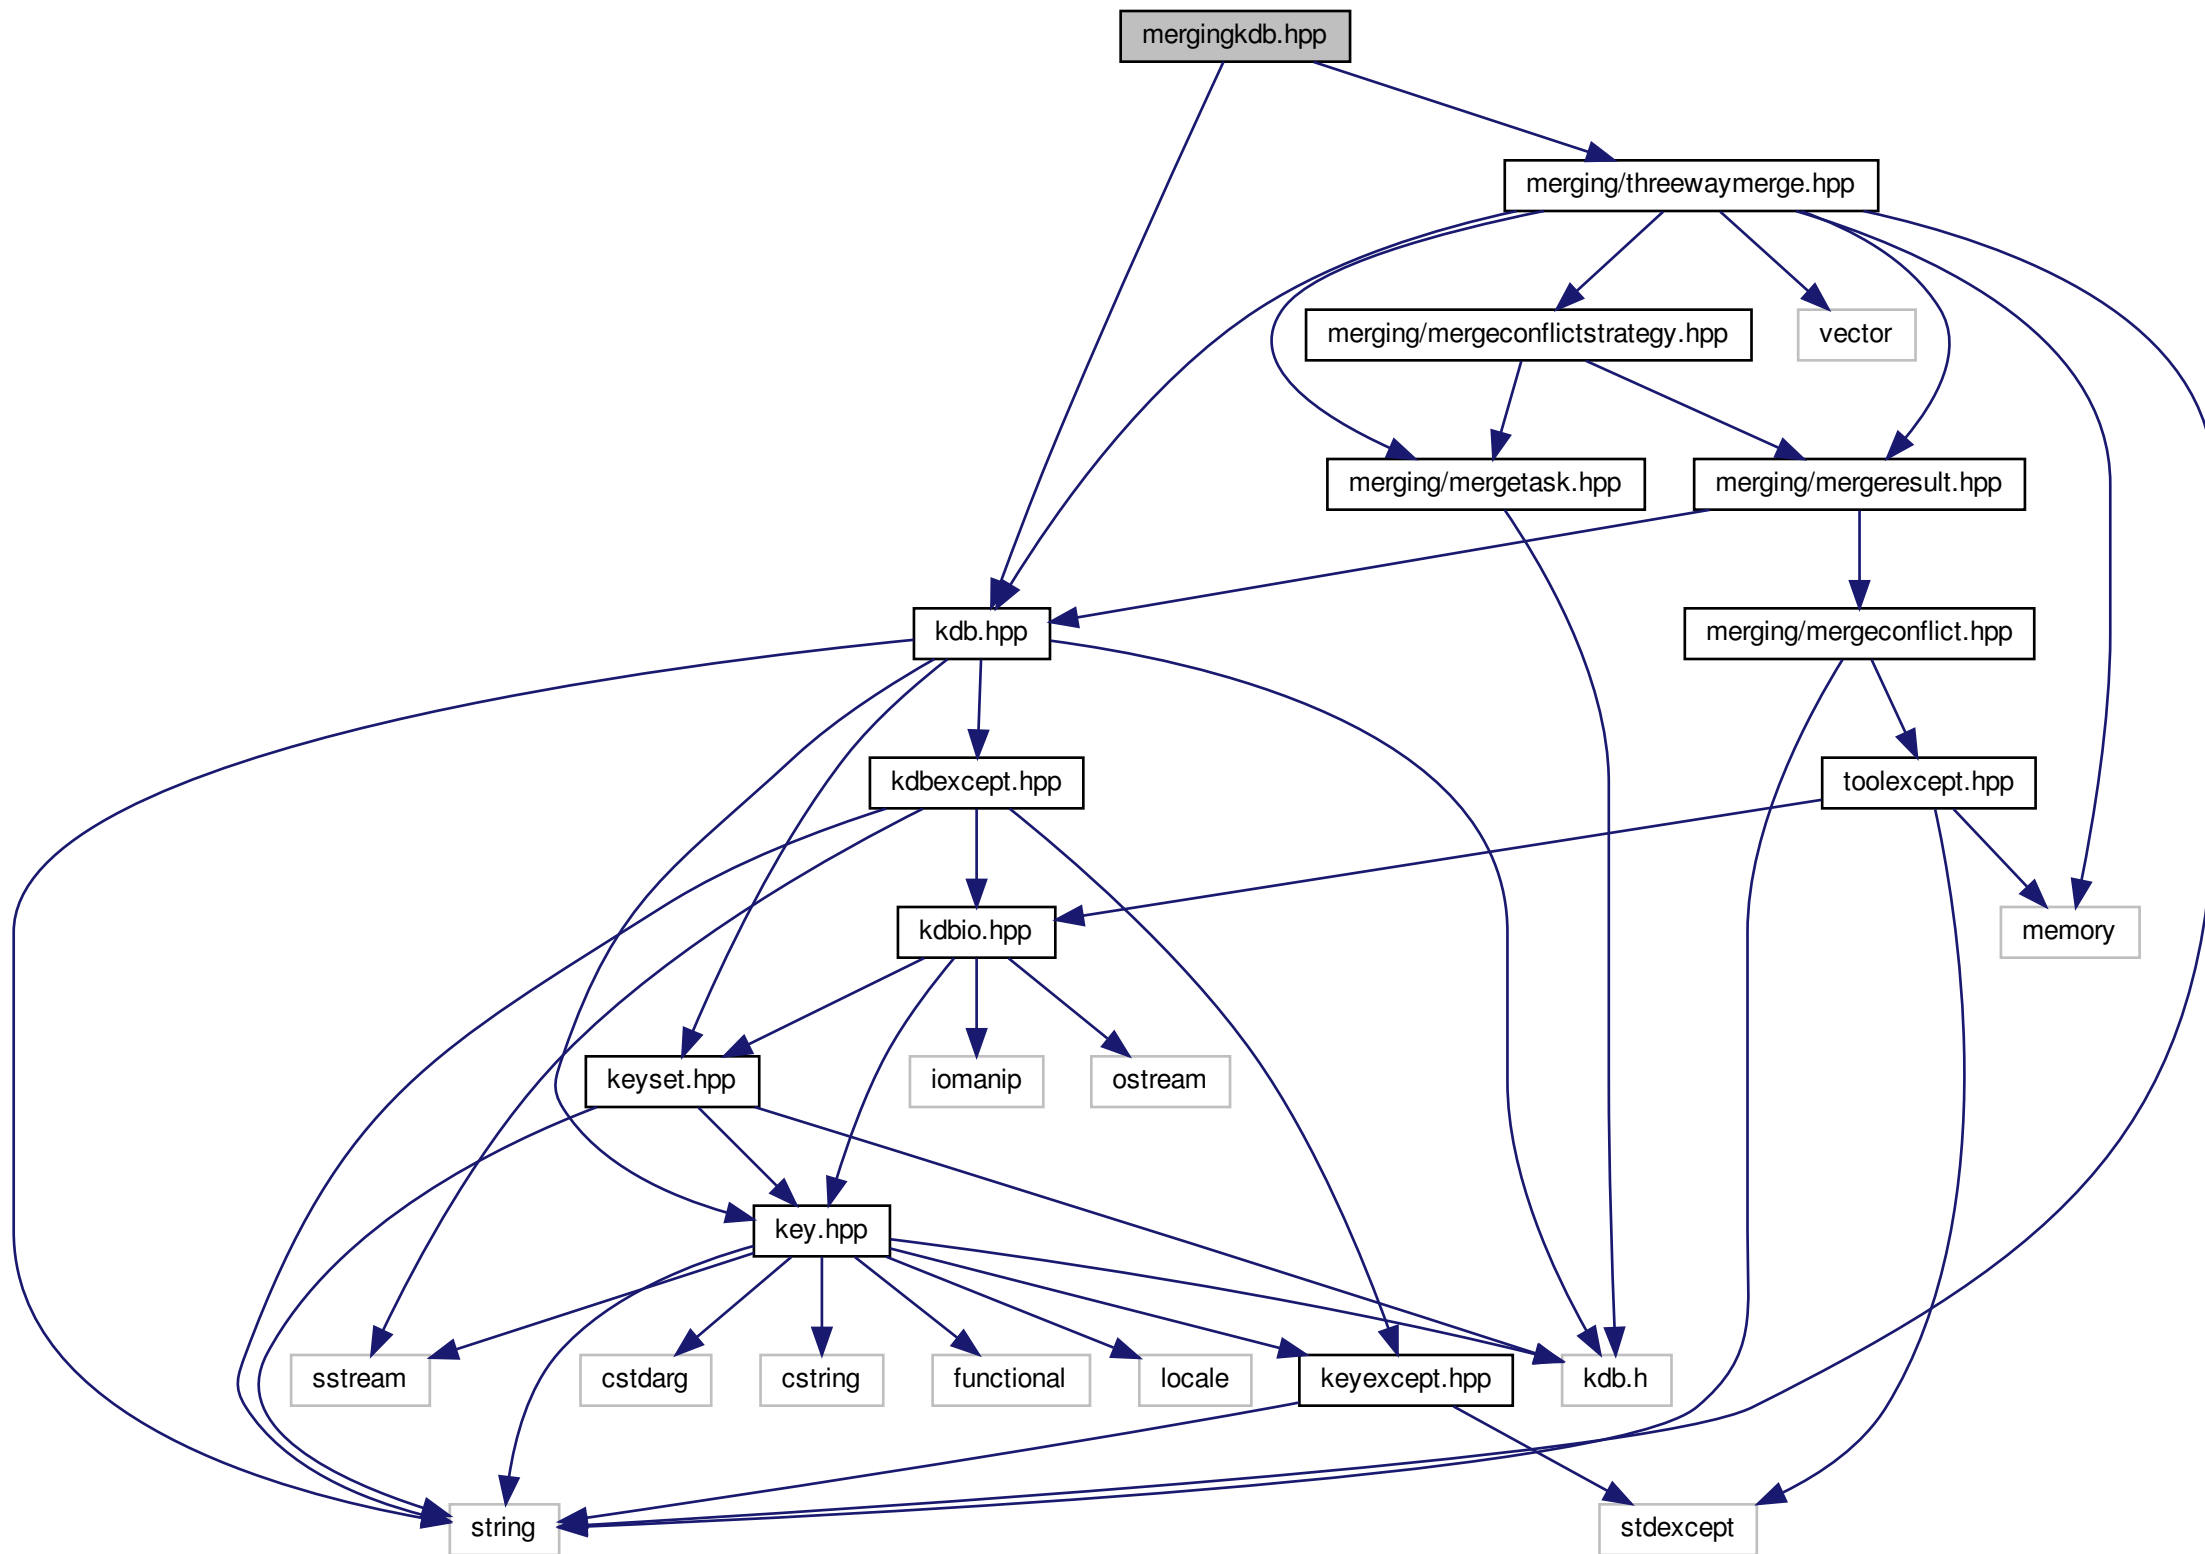 mergingkdb.hpp
merging/threewaymerge.hpp
merging/mergeconflictstrategy.hpp
vector
merging/mergetask.hpp
merging/mergeresult.hpp
kdb.hpp
merging/mergeconflict.hpp
kdbexcept.hpp
toolexcept.hpp
kdbio.hpp
memory
keyset.hpp
iomanip
ostream
key.hpp
sstream
cstdarg
cstring
functional
locale
keyexcept.hpp
kdb.h
string
stdexcept